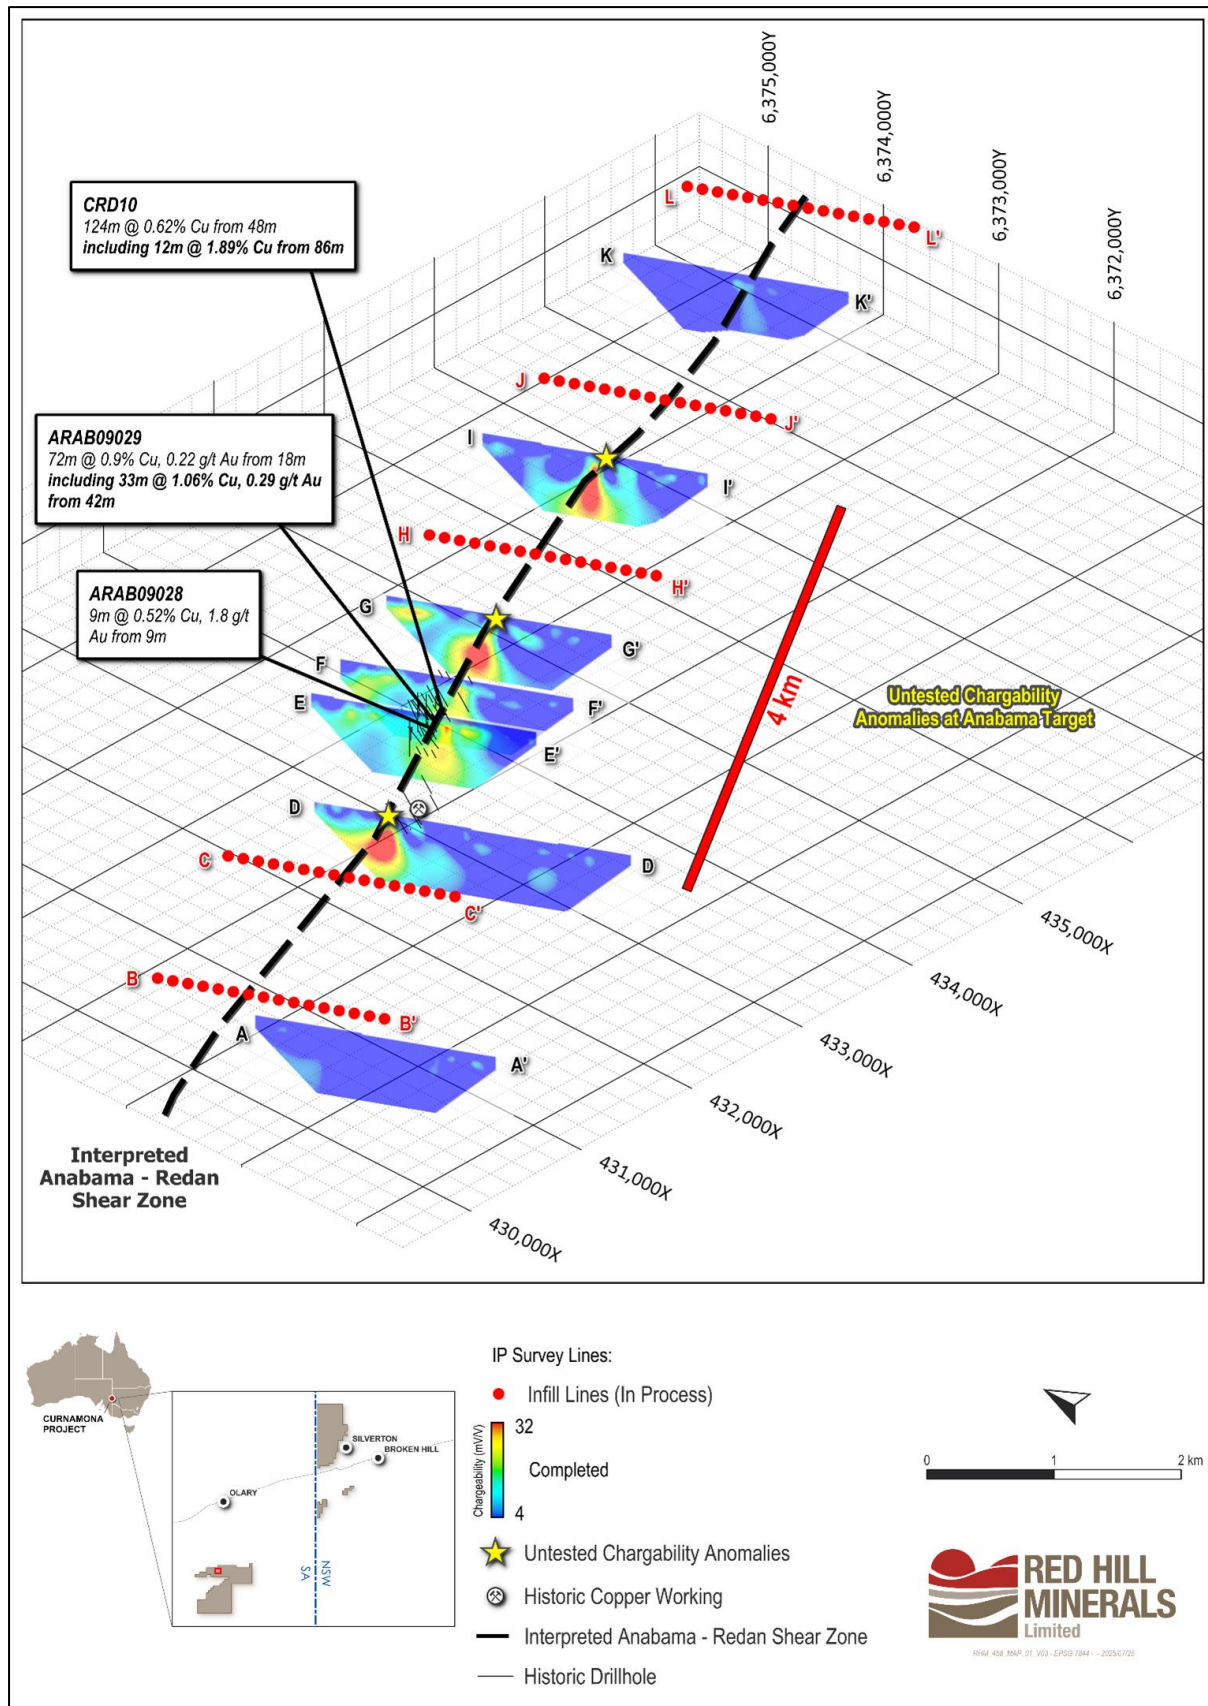 6,375,000Y
6,374,000Y
6,373,000Y
6,372,000Y
CRD10
124m @ 0.62% Cu from 48m
including 12m @ 1.89% Cu from 86m
L
L'
K
K'
J
J'
ARAB09029
72m @ 0.9% Cu, 0.22 g/t Au from 18m
including 33m @ 1.06% Cu, 0.29 g/t Au
from 42m
I
I'
H
H'
ARAB09028
9m @ 0.52% Cu, 1.8 g/t
Au from 9m
G
G'
F
F'
E
E'
4 km
Untested Chargability
Anomalies at Anabama Target
D
D
C
C'
B
B'
A
A'
435,000X
434,000X
433,000X
432,000X
431,000X
430,000X
Interpreted
Anabama - Redan
Shear Zone
CURNAMONA
PROJECT
SILVERTON
BROKEN HILL
OLARY
SA
NSW
IP Survey Lines:
Infill Lines (In Process)
Chargeability (mV/V)
32
4
Completed
Untested Chargability Anomalies
Historic Copper Working
Interpreted Anabama - Redan Shear Zone
Historic Drillhole
0
1
2 km
RED HILL
MINERALS
Limited
RHM_458_MAP_01_V03 - EPSG:7844 - - 2025/07/25